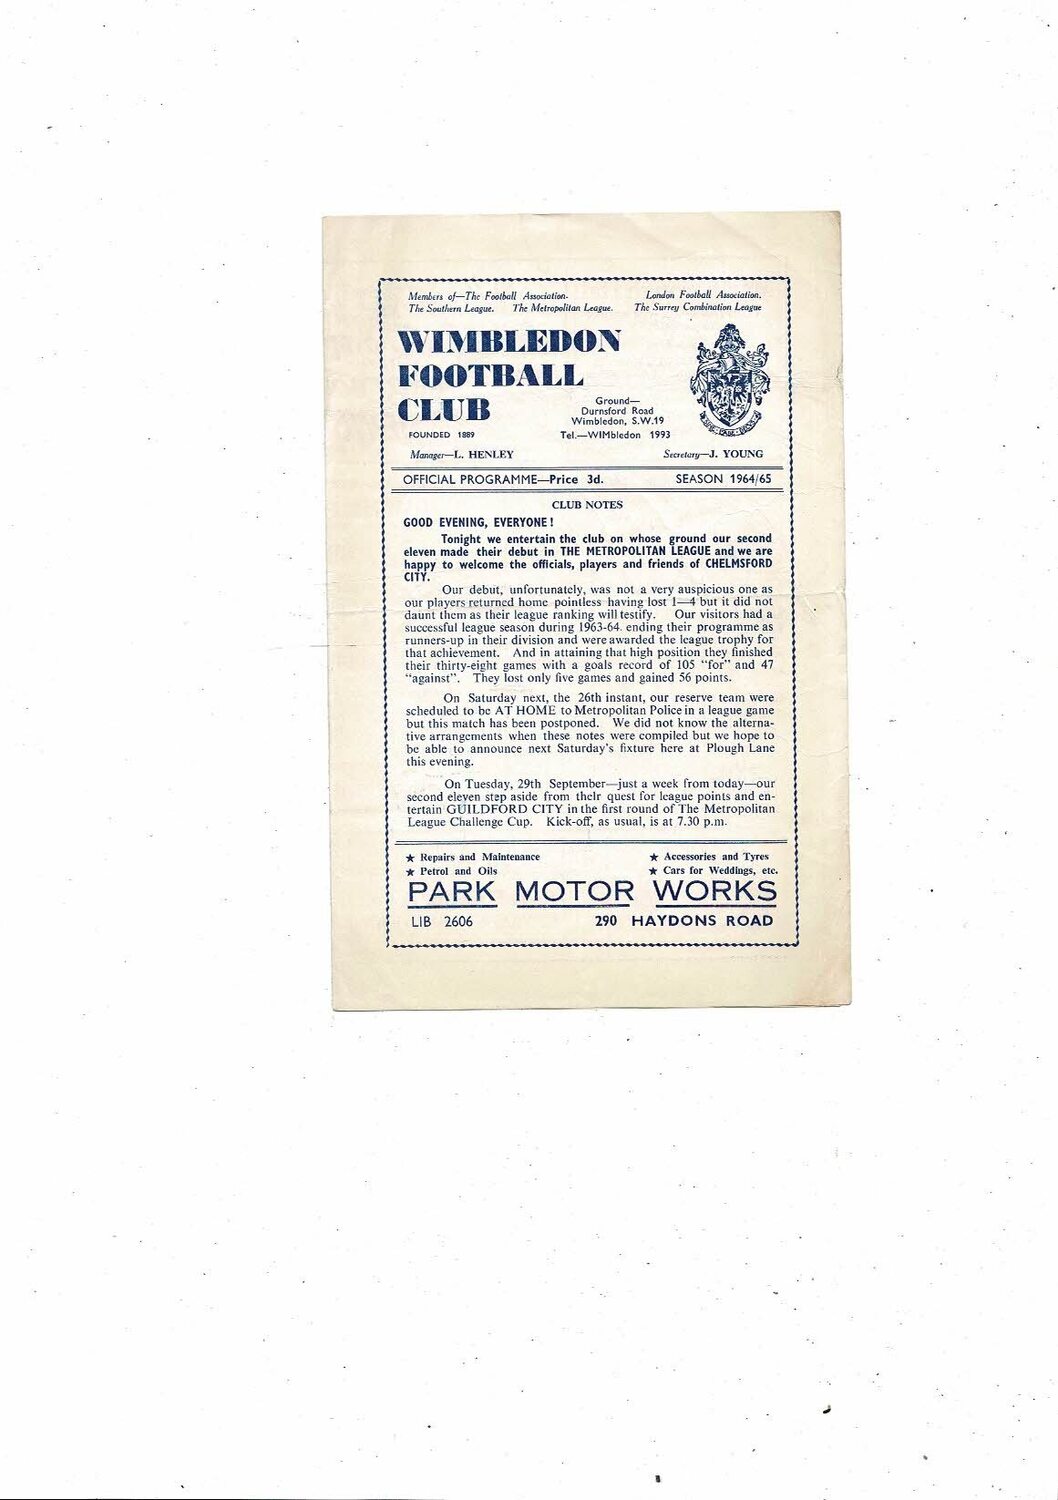 Members of—The Football Association. London Football Association.
The Southern League. The Metropolitan League. The Surrey Combination League
WIMBLEDON
FOOTBALL
CLUB
Ground—
Durnsford Road
Wimbledon, S.W.19
FOUNDED 1889 Tel.—WIMbledon 1993
Manager—L. HENLEY Secretary—J. YOUNG
OFFICIAL PROGRAMME—Price 3d. SEASON 1964/65
CLUB NOTES
GOOD EVENING, EVERYONE!
Tonight we entertain the club on whose ground our second
eleven made their debut in THE METROPOLITAN LEAGUE and we are
happy to welcome the officials, players and friends of CHELMSFORD
CITY.
Our debut, unfortunately, was not a very auspicious one as
our players returned home pointless having lost 1—4 but it did not
daunt them as their league ranking will testify. Our visitors had a
successful league season during 1963-64. ending their programme as
runners-up in their division and were awarded the league trophy for
that achievement. And in attaining that high position they finished
their thirty-eight games with a goals record of 105 "for" and 47
"against". They lost only five games and gained 56 points.
On Saturday next, the 26th instant, our reserve team were
scheduled to be AT HOME to Metropolitan Police in a league game
but this match has been postponed. We did not know the alterna-
tive arrangements when these notes were compiled but we hope to
be able to announce next Saturday's fixture here at Plough Lane
this evening.
On Tuesday, 29th September—just a week from today—our
second eleven step aside from their quest for league points and en-
tertain GUILDFORD CITY in the first round of The Metropolitan
League Challenge Cup. Kick-off, as usual, is at 7.30 p.m.
★ Repairs and Maintenance ★ Accessories and Tyres
★ Petrol and Oils ★ Cars for Weddings, etc.
PARK MOTOR WORKS
LIB 2606 290 HAYDONS ROAD